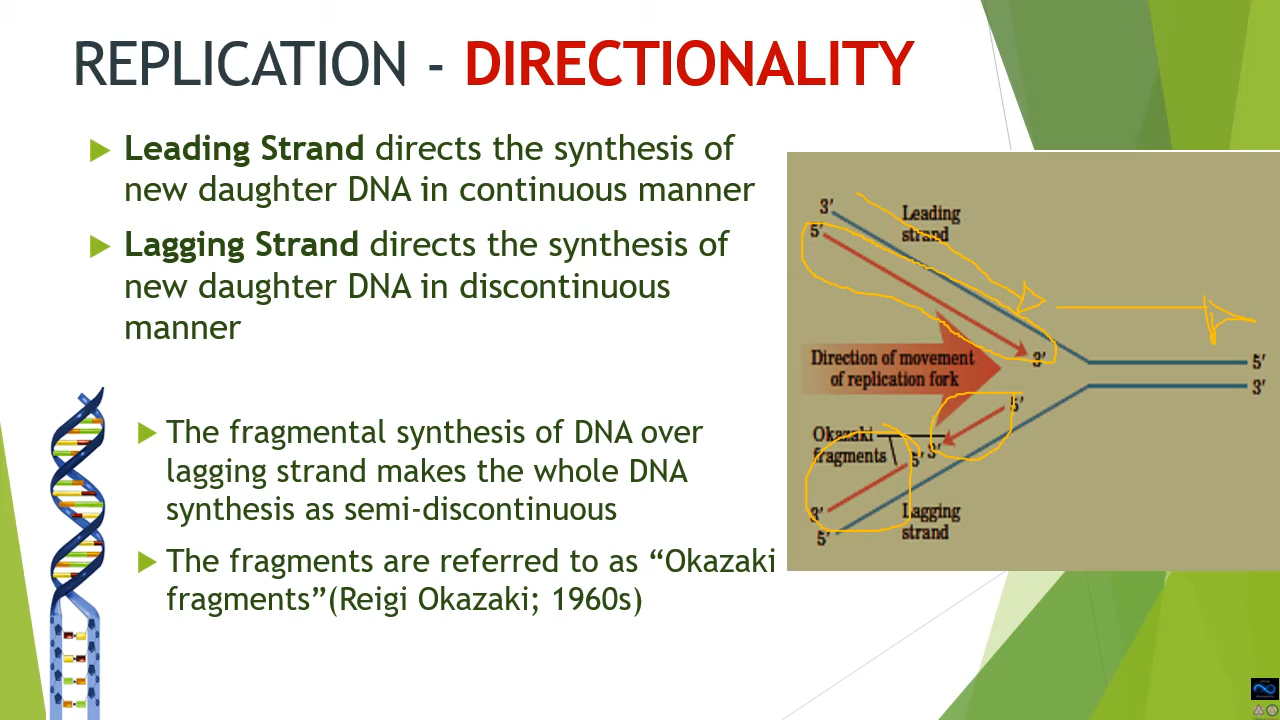 REPLICATION - DIRECTIONALITY
Leading Strand directs the synthesis of
new daughter DNA in continuous manner
Lagging Strand directs the synthesis of
new daughter DNA in discontinuous
manner
The fragmental synthesis of DNA over
lagging strand makes the whole DNA
synthesis as semi-discontinuous
The fragments are referred to as “Okazaki
fragments”(Reigi Okazaki; 1960s)
3′
5′
Leading
strand
3′
Direction of movement
of replication fork
5′
3′
5′
Okazaki
fragments
3′
5′
3′
5′
Lagging
strand